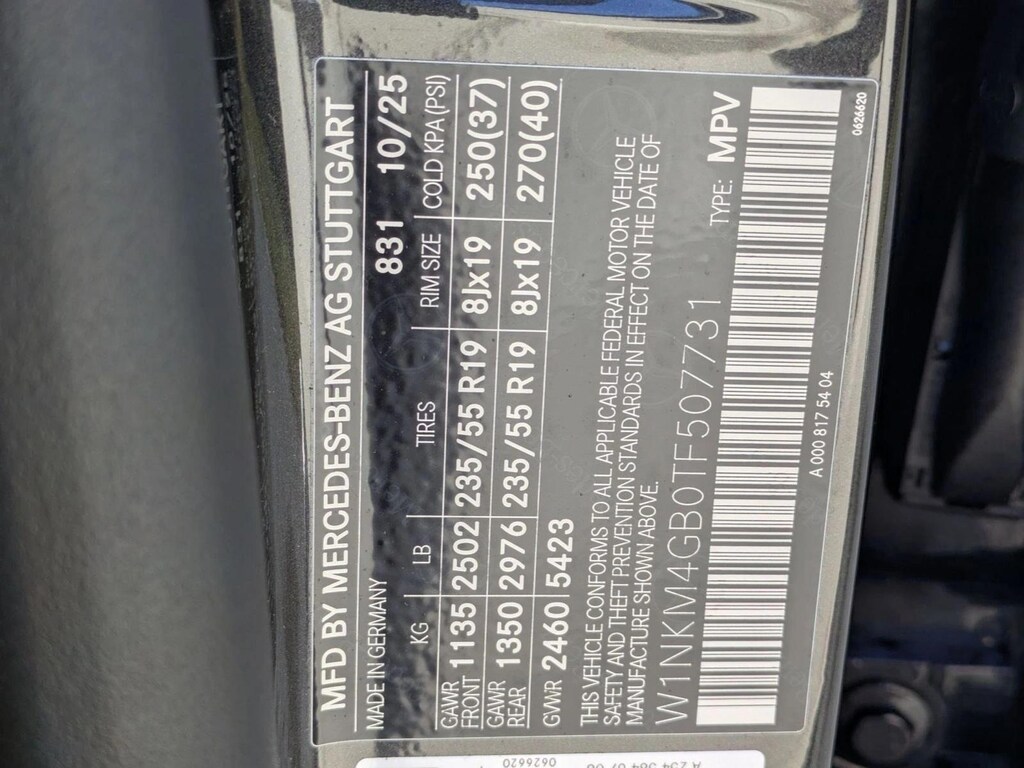 MFD BY MERCEDES-BENZ AG STUTTGART
MADE IN GERMANY 831 10/25
KG LB TIRES RIM SIZE COLD KPA (PSI)
GAWR FRONT 1135 2502 235/55 R19 8Jx19 250(37)
GAWR REAR 1350 2976 235/55 R19 8Jx19 270(40)
GVWR 2460 5423
THIS VEHICLE CONFORMS TO ALL APPLICABLE FEDERAL MOTOR VEHICLE
SAFETY AND THEFT PREVENTION STANDARDS IN EFFECT ON THE DATE OF
MANUFACTURE SHOWN ABOVE.
W1NKM4GB0TF507731 TYPE: MPV
A 000 817 54 04 0626620
0626620